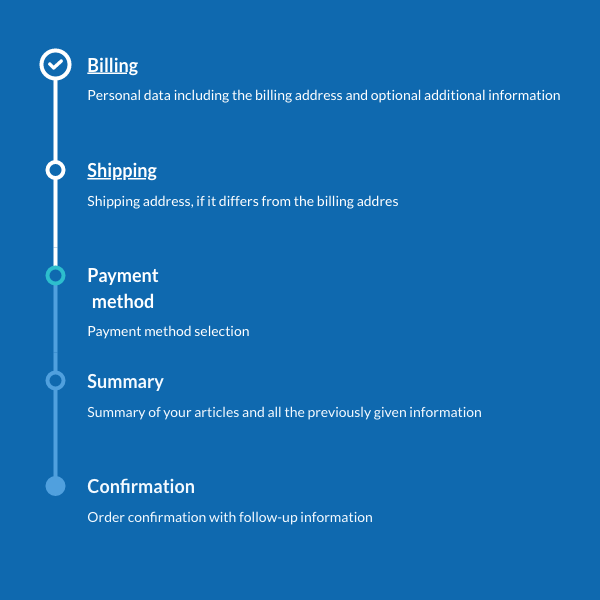 Billing
Personal data including the billing address and optional additional information
Shipping
Shipping address, if it differs from the billing addres
Payment
method
Payment method selection
Summary
Summary of your articles and all the previously given information
Confirmation
Order confirmation with follow-up information